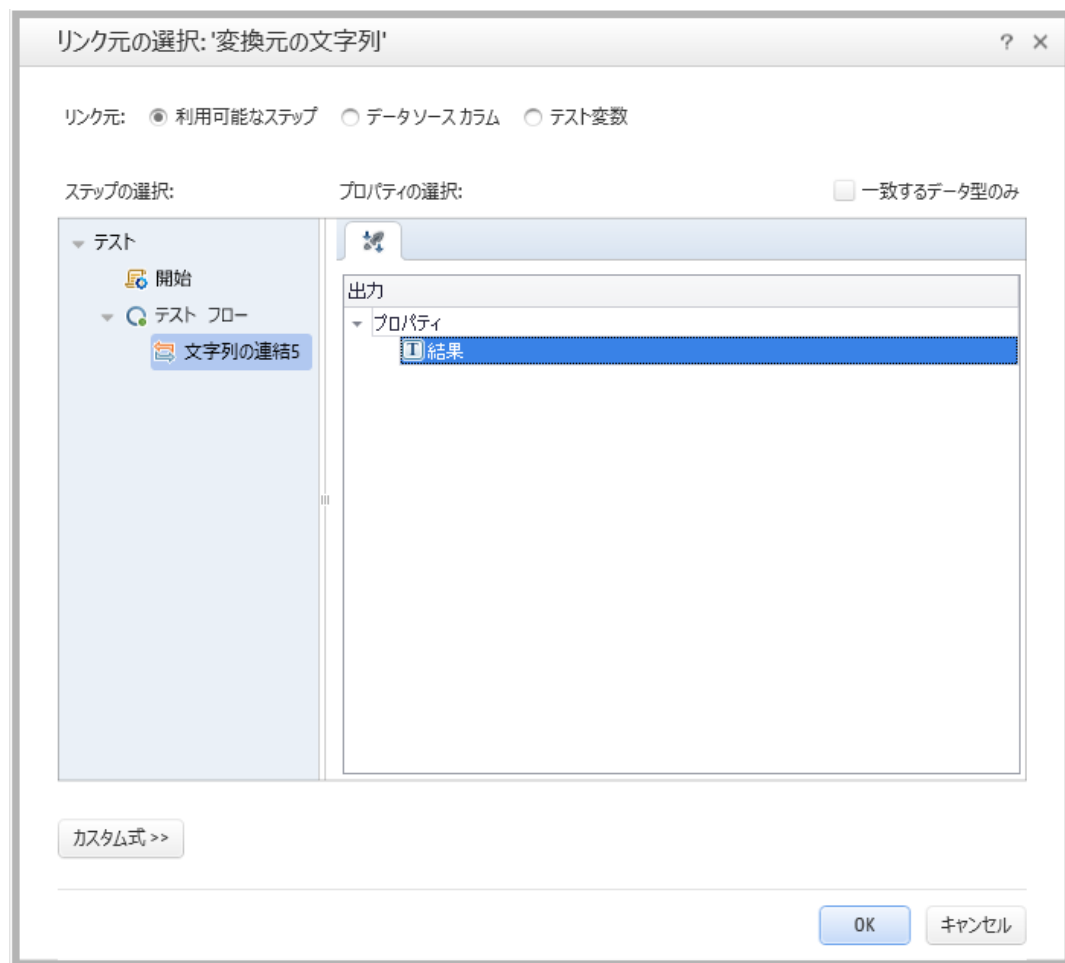 リンク元の選択: '変換元の文字列' ? ×
リンク元: 利用可能なステップ データソース カラム テスト変数
ステップの選択: プロパティの選択: 一致するデータ型のみ
テスト
開始
テスト フロー
文字列の連結5
出力
プロパティ
T 結果
カスタム式 >>
OK キャンセル